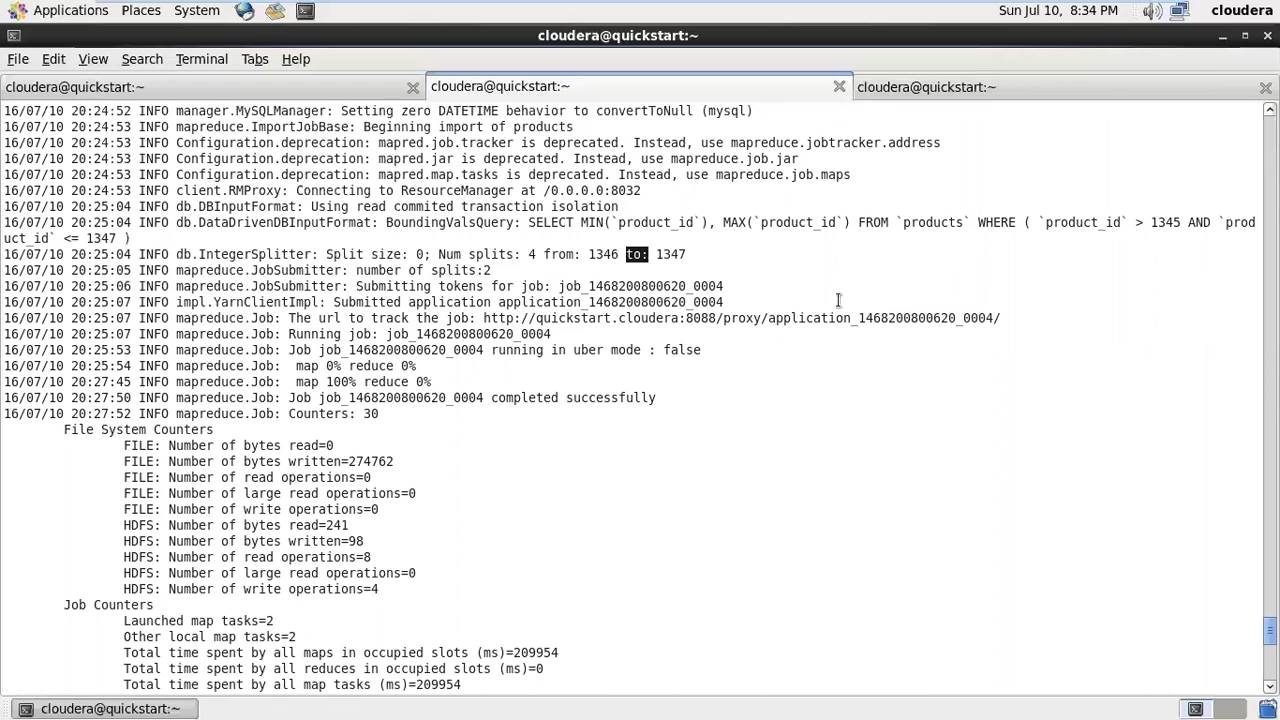 Applications Places System Sun Jul 10, 8:34 PM cloudera
cloudera@quickstart:~
File Edit View Search Terminal Tabs Help
cloudera@quickstart:~ cloudera@quickstart:~ cloudera@quickstart:~
16/07/10 20:24:52 INFO manager.MySQLManager: Setting zero DATETIME behavior to convertToNull (mysql)
16/07/10 20:24:53 INFO mapreduce.ImportJobBase: Beginning import of products
16/07/10 20:24:53 INFO Configuration.deprecation: mapred.job.tracker is deprecated. Instead, use mapreduce.jobtracker.address
16/07/10 20:24:53 INFO Configuration.deprecation: mapred.jar is deprecated. Instead, use mapreduce.job.jar
16/07/10 20:24:53 INFO Configuration.deprecation: mapred.map.tasks is deprecated. Instead, use mapreduce.job.maps
16/07/10 20:24:53 INFO client.RMProxy: Connecting to ResourceManager at /0.0.0.0:8032
16/07/10 20:25:04 INFO db.DBInputFormat: Using read commited transaction isolation
16/07/10 20:25:04 INFO db.DataDrivenDBInputFormat: BoundingValsQuery: SELECT MIN(`product_id`), MAX(`product_id`) FROM `products` WHERE ( `product_id` > 1345 AND `prod
uct_id` <= 1347 )
16/07/10 20:25:04 INFO db.IntegerSplitter: Split size: 0; Num splits: 4 from: 1346 to: 1347
16/07/10 20:25:05 INFO mapreduce.JobSubmitter: number of splits:2
16/07/10 20:25:06 INFO mapreduce.JobSubmitter: Submitting tokens for job: job_1468200800620_0004
16/07/10 20:25:07 INFO impl.YarnClientImpl: Submitted application application_1468200800620_0004
16/07/10 20:25:07 INFO mapreduce.Job: The url to track the job: http://quickstart.cloudera:8088/proxy/application_1468200800620_0004/
16/07/10 20:25:07 INFO mapreduce.Job: Running job: job_1468200800620_0004
16/07/10 20:25:53 INFO mapreduce.Job: Job job_1468200800620_0004 running in uber mode : false
16/07/10 20:25:54 INFO mapreduce.Job:  map 0% reduce 0%
16/07/10 20:27:45 INFO mapreduce.Job:  map 100% reduce 0%
16/07/10 20:27:50 INFO mapreduce.Job: Job job_1468200800620_0004 completed successfully
16/07/10 20:27:52 INFO mapreduce.Job: Counters: 30
File System Counters
FILE: Number of bytes read=0
FILE: Number of bytes written=274762
FILE: Number of read operations=0
FILE: Number of large read operations=0
FILE: Number of write operations=0
HDFS: Number of bytes read=241
HDFS: Number of bytes written=98
HDFS: Number of read operations=8
HDFS: Number of large read operations=0
HDFS: Number of write operations=4
Job Counters
Launched map tasks=2
Other local map tasks=2
Total time spent by all maps in occupied slots (ms)=209954
Total time spent by all reduces in occupied slots (ms)=0
Total time spent by all map tasks (ms)=209954
cloudera@quickstart:~